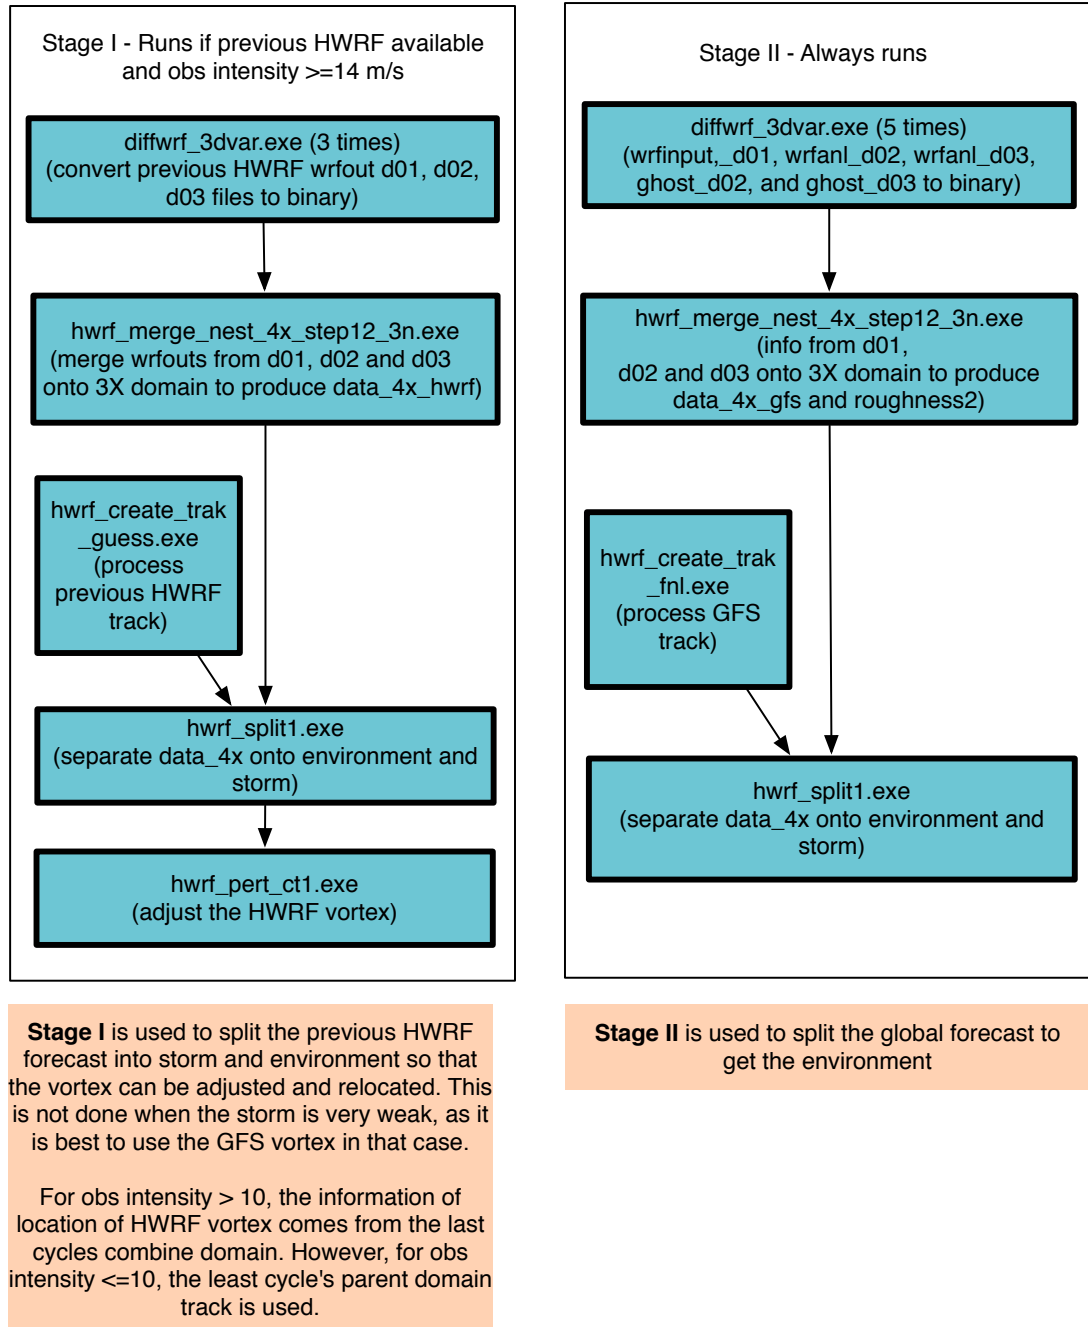 Stage I - Runs if previous HWRF available
and obs intensity >=14 m/s
diffwrf_3dvar.exe (3 times)
(convert previous HWRF wrfout d01, d02,
d03 files to binary)
hwrf_merge_nest_4x_step12_3n.exe
(merge wrfouts from d01, d02 and d03
onto 3X domain to produce data_4x_hwrf)
hwrf_create_trak
_guess.exe
(process
previous HWRF
track)
hwrf_split1.exe
(separate data_4x onto environment and
storm)
hwrf_pert_ct1.exe
(adjust the HWRF vortex)
Stage I is used to split the previous HWRF
forecast into storm and environment so that
the vortex can be adjusted and relocated. This
is not done when the storm is very weak, as it
is best to use the GFS vortex in that case.
For obs intensity > 10, the information of
location of HWRF vortex comes from the last
cycles combine domain. However, for obs
intensity <=10, the least cycle's parent domain
track is used.
Stage II - Always runs
diffwrf_3dvar.exe (5 times)
(wrfinput,_d01, wrfanl_d02, wrfanl_d03,
ghost_d02, and ghost_d03 to binary)
hwrf_merge_nest_4x_step12_3n.exe
(info from d01,
d02 and d03 onto 3X domain to produce
data_4x_gfs and roughness2)
hwrf_create_trak
_fnl.exe
(process GFS
track)
hwrf_split1.exe
(separate data_4x onto environment and
storm)
Stage II is used to split the global forecast to
get the environment